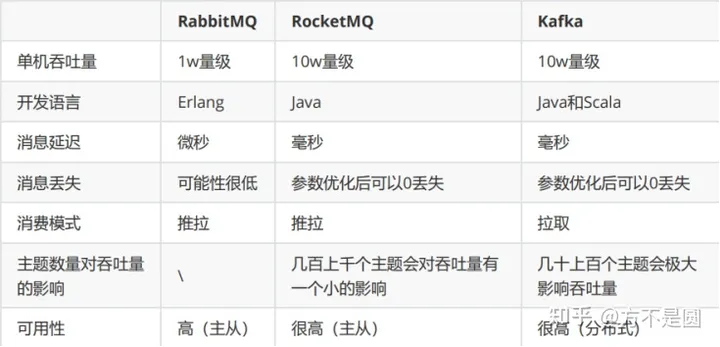 RabbitMQ RocketMQ Kafka
单机吞吐量 1w量级 10w量级 10w量级
开发语言 Erlang Java Java和Scala
消息延迟 微秒 毫秒 毫秒
消息丢失 可能性很低 参数优化后可以0丢失 参数优化后可以0丢失
消费模式 推拉 推拉 拉取
主题数量对吞吐量的影响 \ 几百上千个主题会对吞吐量有一个小的影响 几十上百个主题会极大影响吞吐量
可用性 高（主从） 很高（主从） 很高（分布式）
知乎 @方不是圆